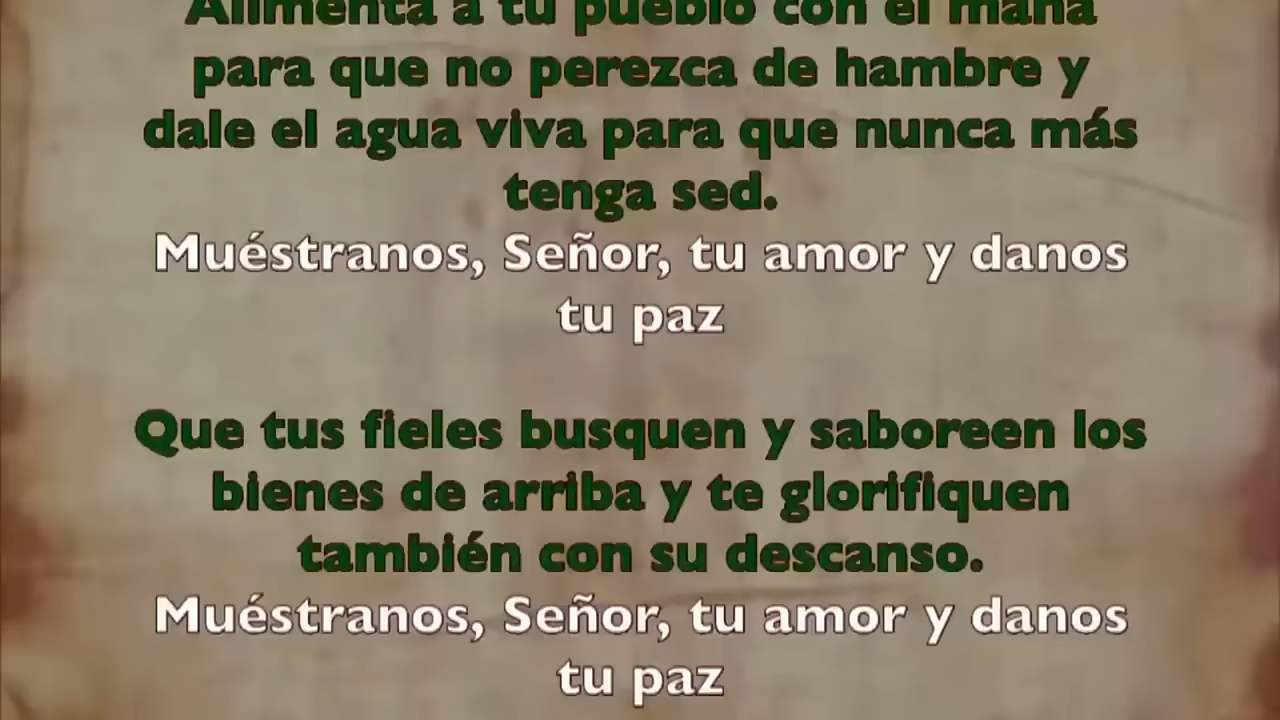 Alimenta a tu pueblo con el maná
para que no perezca de hambre y
dale el agua viva para que nunca más
tenga sed.
Muéstranos, Señor, tu amor y danos
tu paz
Que tus fieles busquen y saboreen los
bienes de arriba y te glorifiquen
también con su descanso.
Muéstranos, Señor, tu amor y danos
tu paz